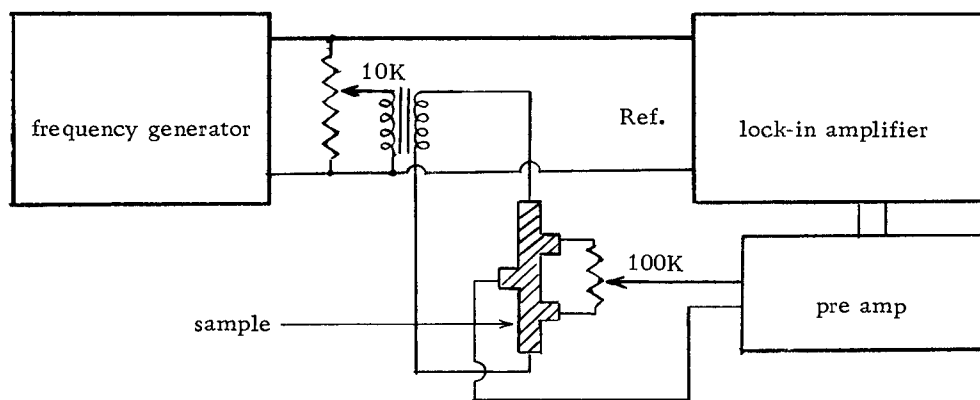 10K
frequency generator
Ref.
lock-in amplifier
100K
pre amp
sample